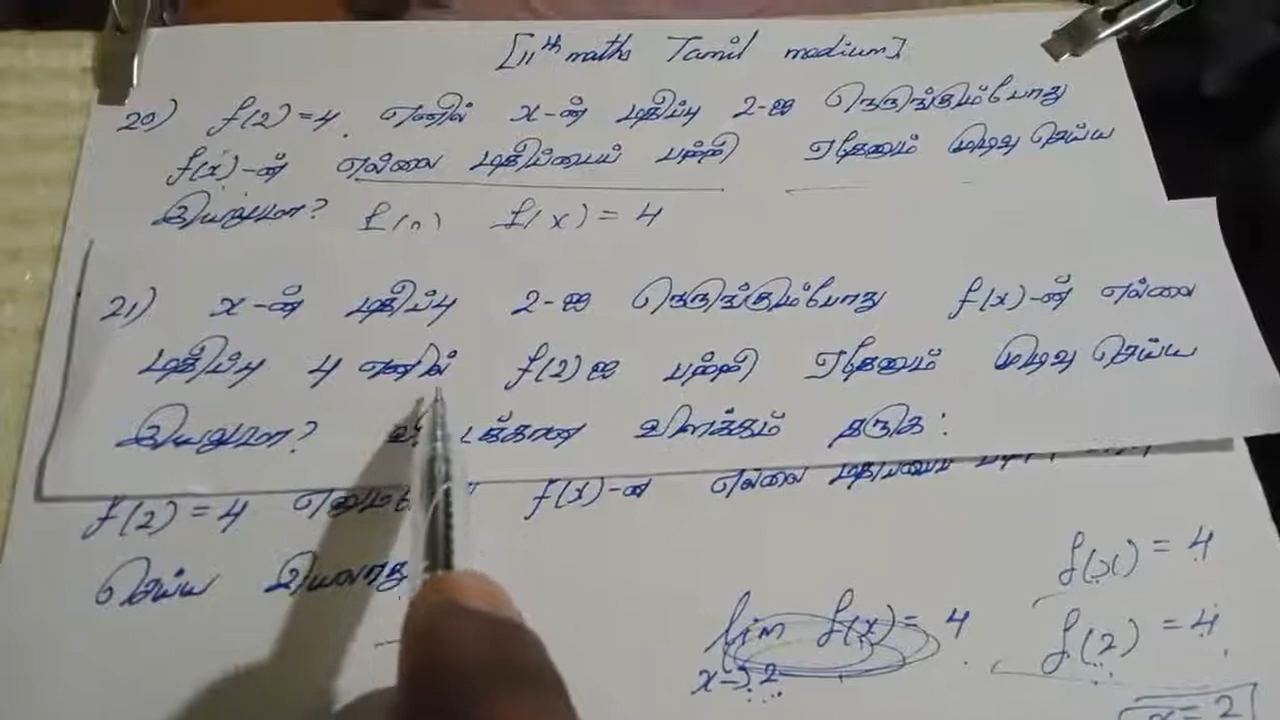 [11th maths Tamil medium]
20) f(2)=4. எனில் x-ன் மதிப்பு 2-ஐ நெருங்கும்போது
f(x)-ன் எல்லை மதிப்பைப் பற்றி ஏதேனும் முடிவு செய்ய
இயலுமா? f(x) = 4
21) x-ன் மதிப்பு 2-ஐ நெருங்கும்போது f(x)-ன் எல்லை
மதிப்பு 4 எனில் f(2)ஐ பற்றி ஏதேனும் முடிவு செய்ய
இயலுமா? விளக்கம் தருக:
f(2) = 4 f(x)-ன் எல்லை மதிப்பைப்
செய்ய இயலாது
f(x) = 4
lim f(x) = 4
x→2
f(2) = 4
x = 2